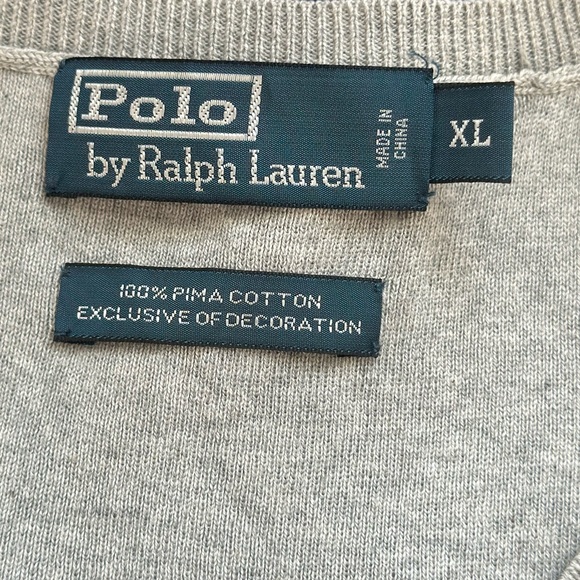 Polo
by Ralph Lauren
MADE IN
CHINA
XL
100% PIMA COTTON
EXCLUSIVE OF DECORATION